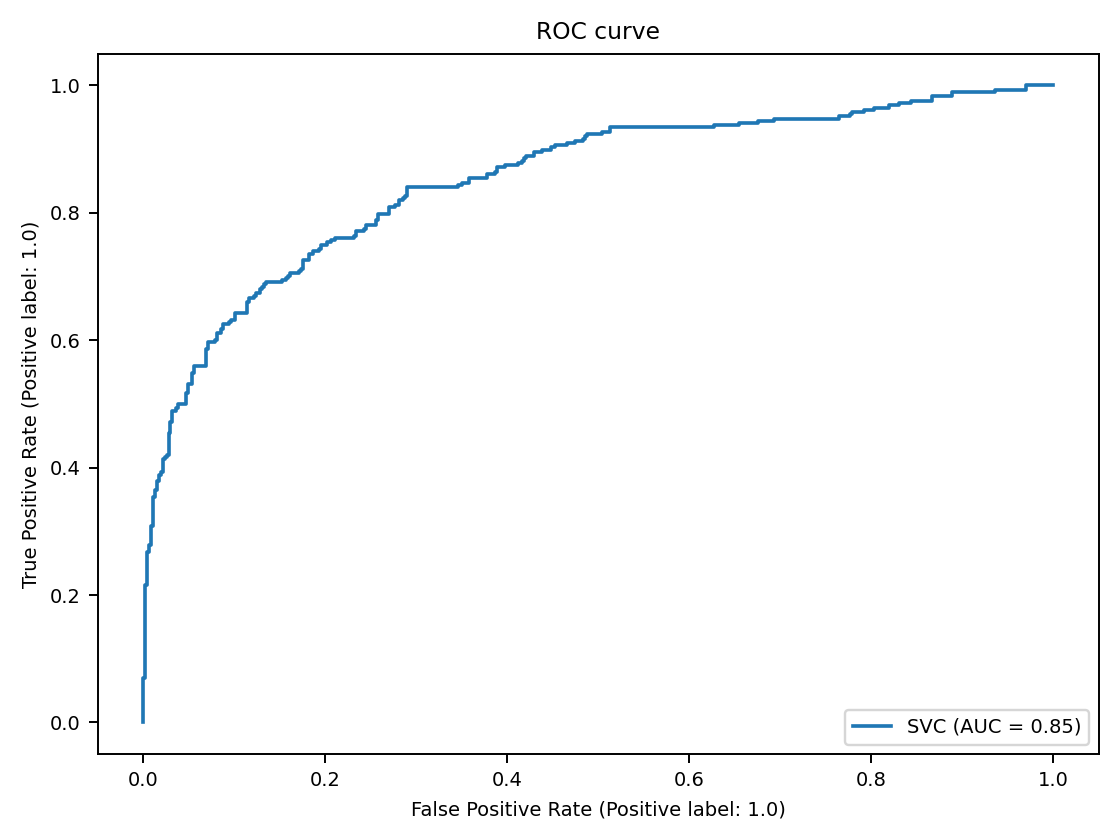 ROC curve
True Positive Rate (Positive label: 1.0)
1.0
0.8
0.6
0.4
0.2
0.0
SVC (AUC = 0.85)
0.0 0.2 0.4 0.6 0.8 1.0
False Positive Rate (Positive label: 1.0)